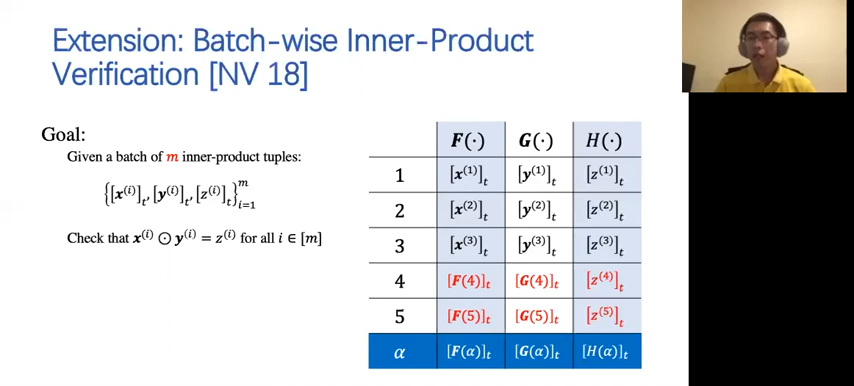 Extension: Batch-wise Inner-Product
Verification [NV 18]
Goal:
Given a batch of m inner-product tuples:
{[x^(i)]_t, [y^(i)]_t, [z^(i)]_t}_{i=1}^m
Check that x^(i) ⊙ y^(i) = z^(i) for all i ∈ [m]
F(·) G(·) H(·)
1 [x^(1)]_t [y^(1)]_t [z^(1)]_t
2 [x^(2)]_t [y^(2)]_t [z^(2)]_t
3 [x^(3)]_t [y^(3)]_t [z^(3)]_t
4 [F(4)]_t [G(4)]_t [z^(4)]_t
5 [F(5)]_t [G(5)]_t [z^(5)]_t
α [F(α)]_t [G(α)]_t [H(α)]_t